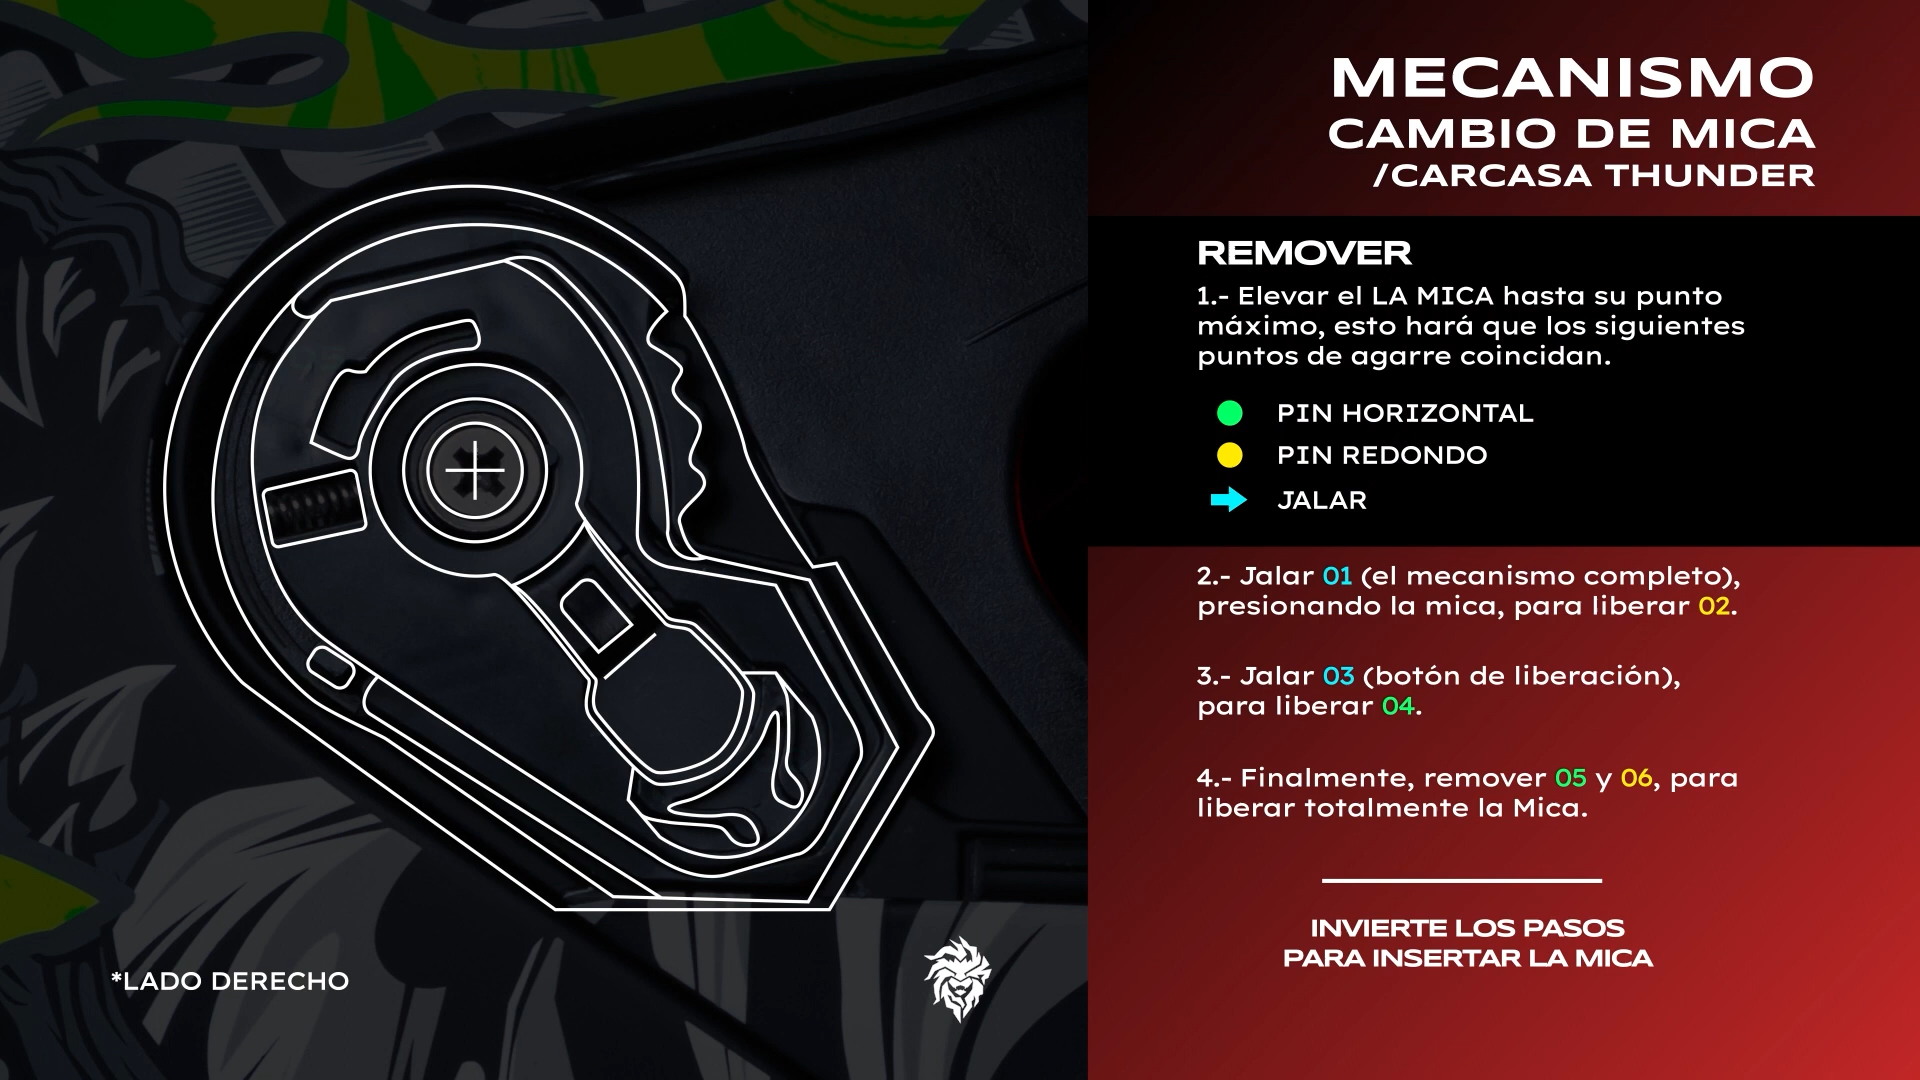 MECANISMO
CAMBIO DE MICA
/CARCASA THUNDER
REMOVER
1.- Elevar el LA MICA hasta su punto
máximo, esto hará que los siguientes
puntos de agarre coincidan.
PIN HORIZONTAL
PIN REDONDO
JALAR
2.- Jalar 01 (el mecanismo completo),
presionando la mica, para liberar 02.
3.- Jalar 03 (botón de liberación),
para liberar 04.
4.- Finalmente, remover 05 y 06, para
liberar totalmente la Mica.
INVIERTE LOS PASOS
PARA INSERTAR LA MICA
*LADO DERECHO